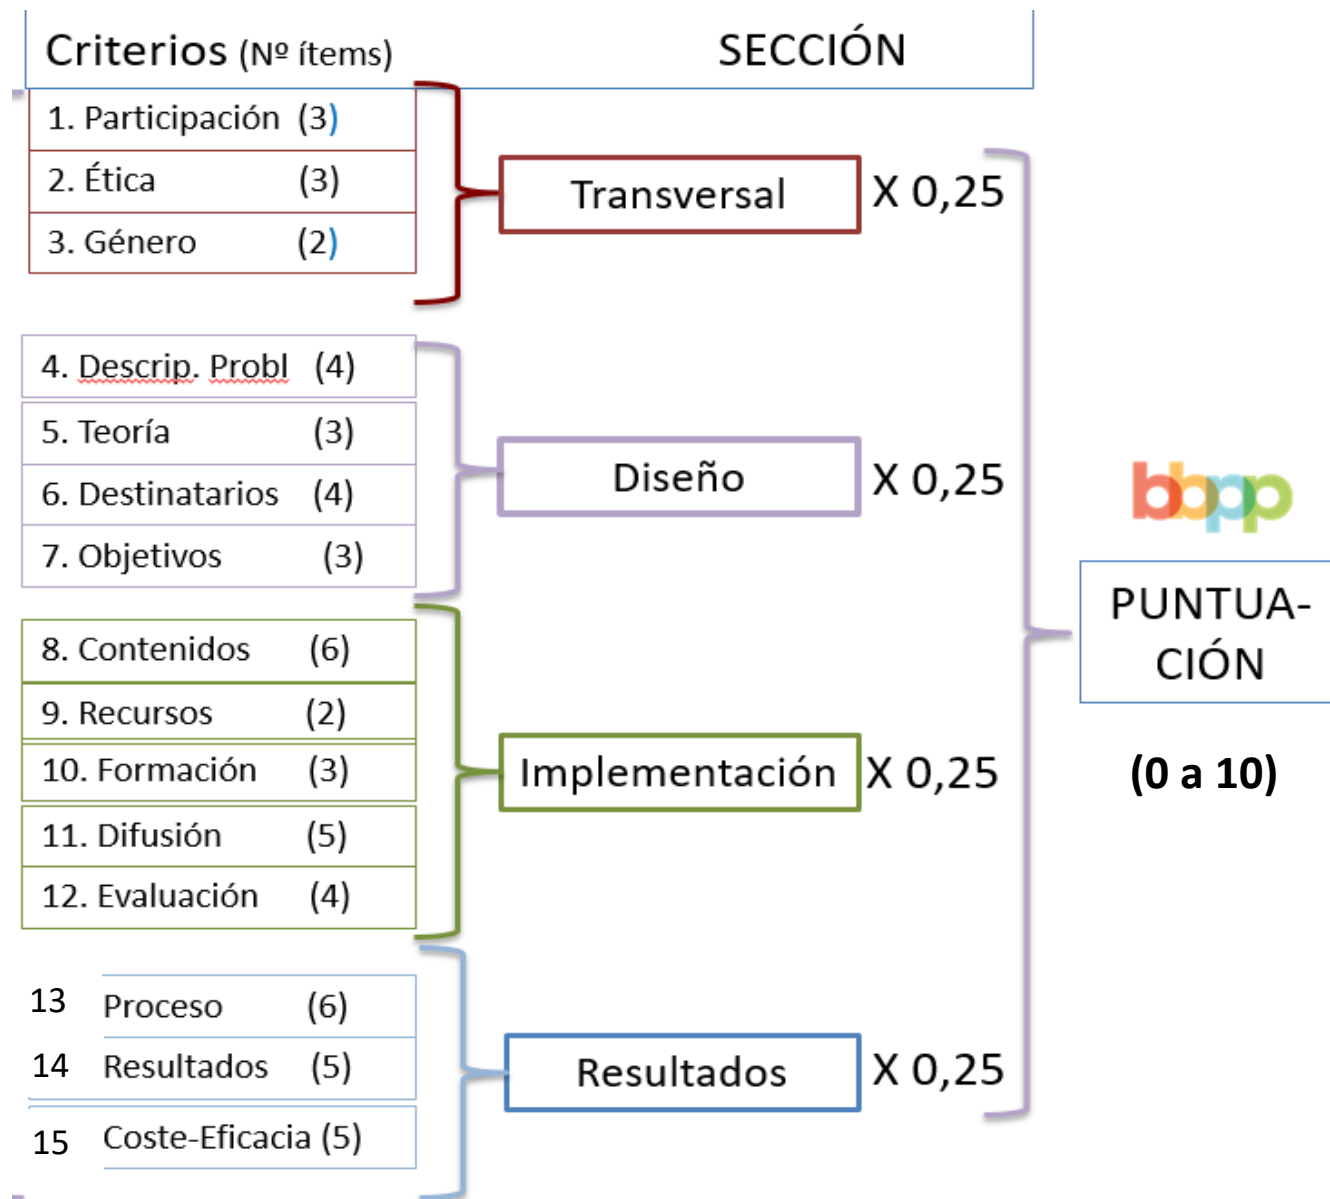 Criterios (Nº ítems) SECCIÓN
1. Participación (3)
2. Ética (3)
3. Género (2)
Transversal X 0,25
4. Descrip. Probl (4)
5. Teoría (3)
6. Destinatarios (4)
7. Objetivos (3)
Diseño X 0,25
8. Contenidos (6)
9. Recursos (2)
10. Formación (3)
11. Difusión (5)
12. Evaluación (4)
Implementación X 0,25
13 Proceso (6)
14 Resultados (5)
15 Coste-Eficacia (5)
Resultados X 0,25
bbpp
PUNTUA-
CIÓN
(0 a 10)